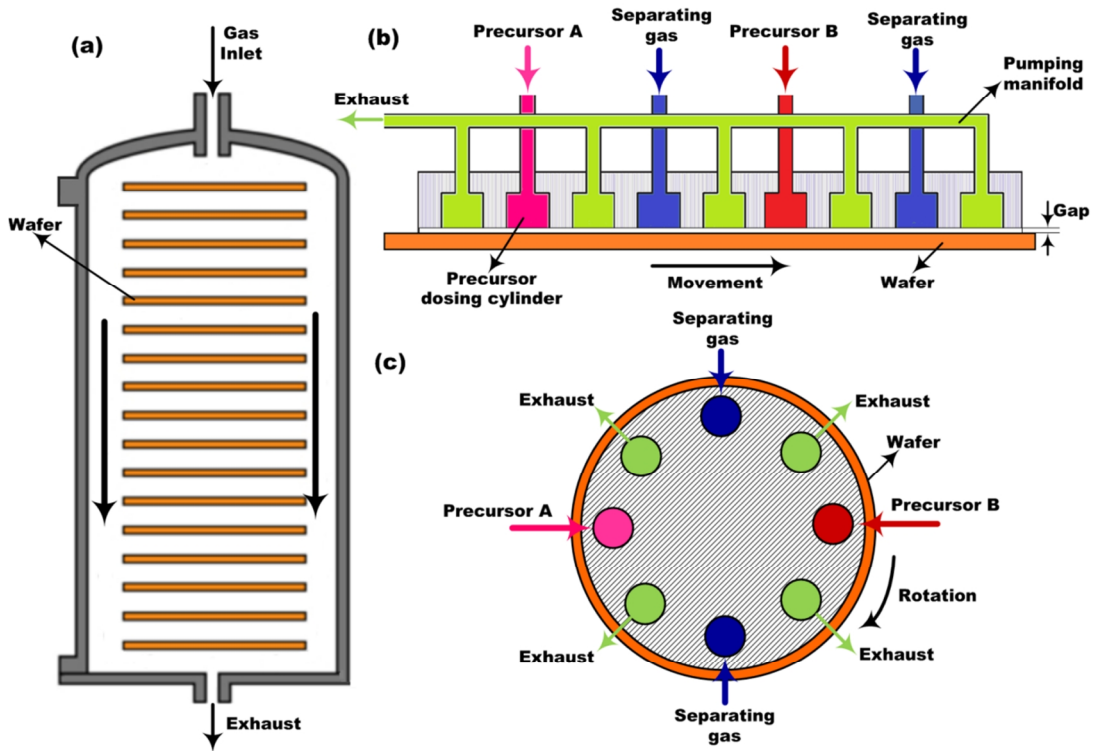 (a)
Gas
Inlet
Wafer
Exhaust
(b)
Precursor A
Separating
gas
Precursor B
Separating
gas
Pumping
manifold
Exhaust
Gap
Precursor
dosing cylinder
Movement
Wafer
(c)
Separating
gas
Exhaust
Exhaust
Wafer
Precursor A
Precursor B
Rotation
Exhaust
Exhaust
Separating
gas